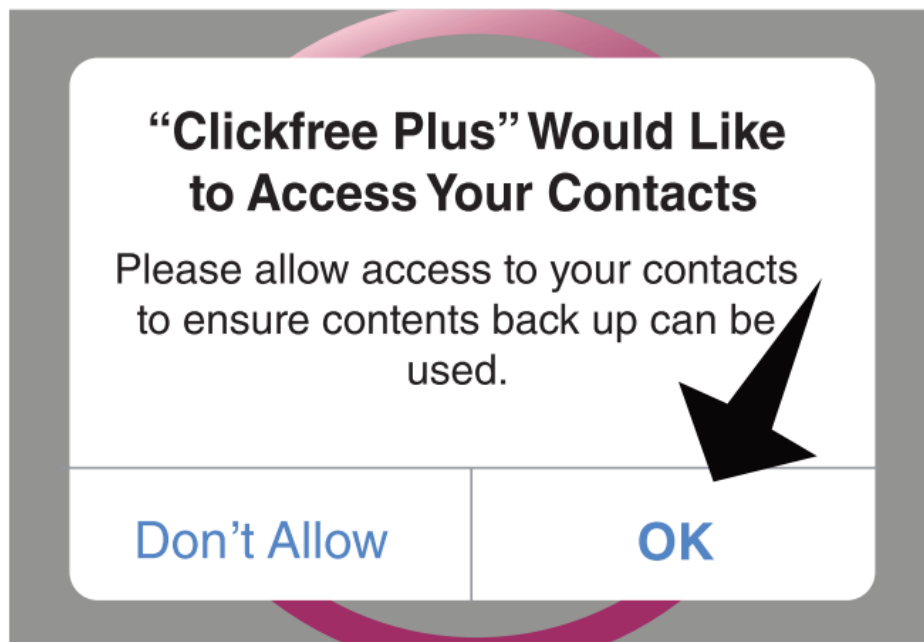 “Clickfree Plus” Would Like
to Access Your Contacts
Please allow access to your contacts
to ensure contents back up can be
used.
Don’t Allow
OK